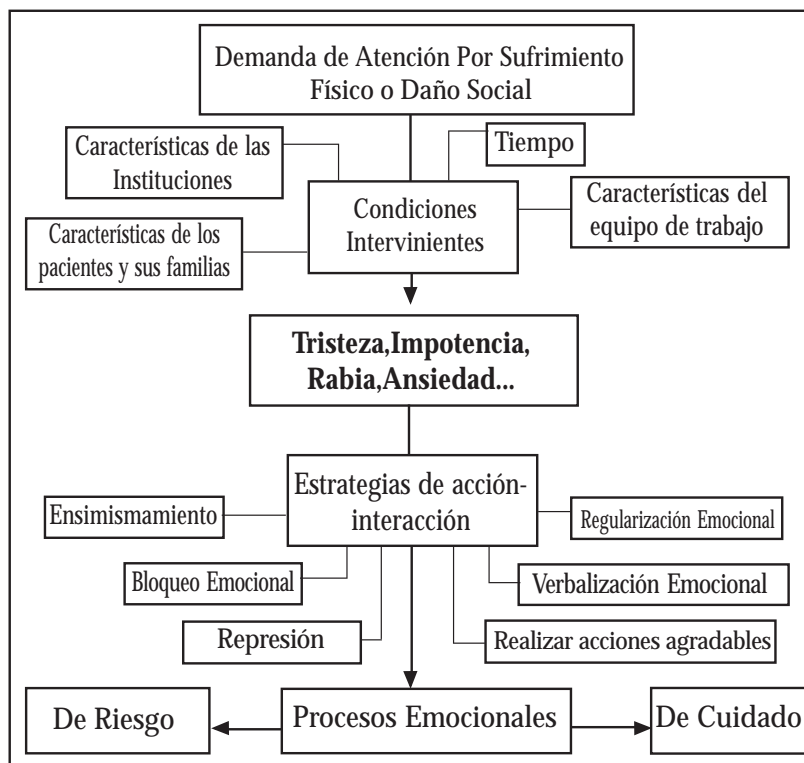 Demanda de Atención Por Sufrimiento
Físico o Daño Social
Características de las
Instituciones
Tiempo
Condiciones
Intervinientes
Características del
equipo de trabajo
Características de los
pacientes y sus familias
Tristeza,Impotencia,
Rabia,Ansiedad...
Estrategias de acción-
interacción
Ensimismamiento
Regularización Emocional
Bloqueo Emocional
Verbalización Emocional
Represión
Realizar acciones agradables
De Riesgo
Procesos Emocionales
De Cuidado